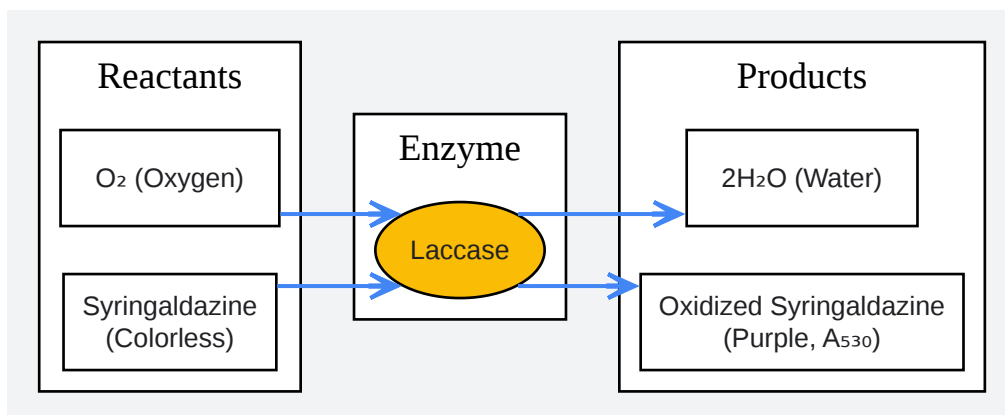 Reactants
O₂ (Oxygen)
Syringaldazine
(Colorless)
Enzyme
Laccase
Products
2H₂O (Water)
Oxidized Syringaldazine
(Purple, A₅₃₀)